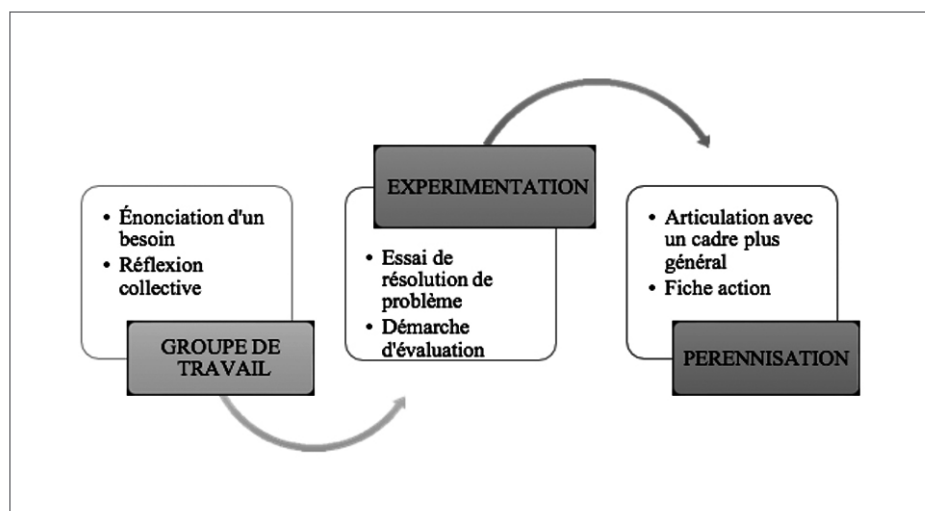 • Énonciation d'un
besoin
• Réflexion
collective
GROUPE DE
TRAVAIL
EXPERIMENTATION
• Essai de
résolution de
problème
• Démarche
d'évaluation
• Articulation avec
un cadre plus
général
• Fiche action
PERENNISATION